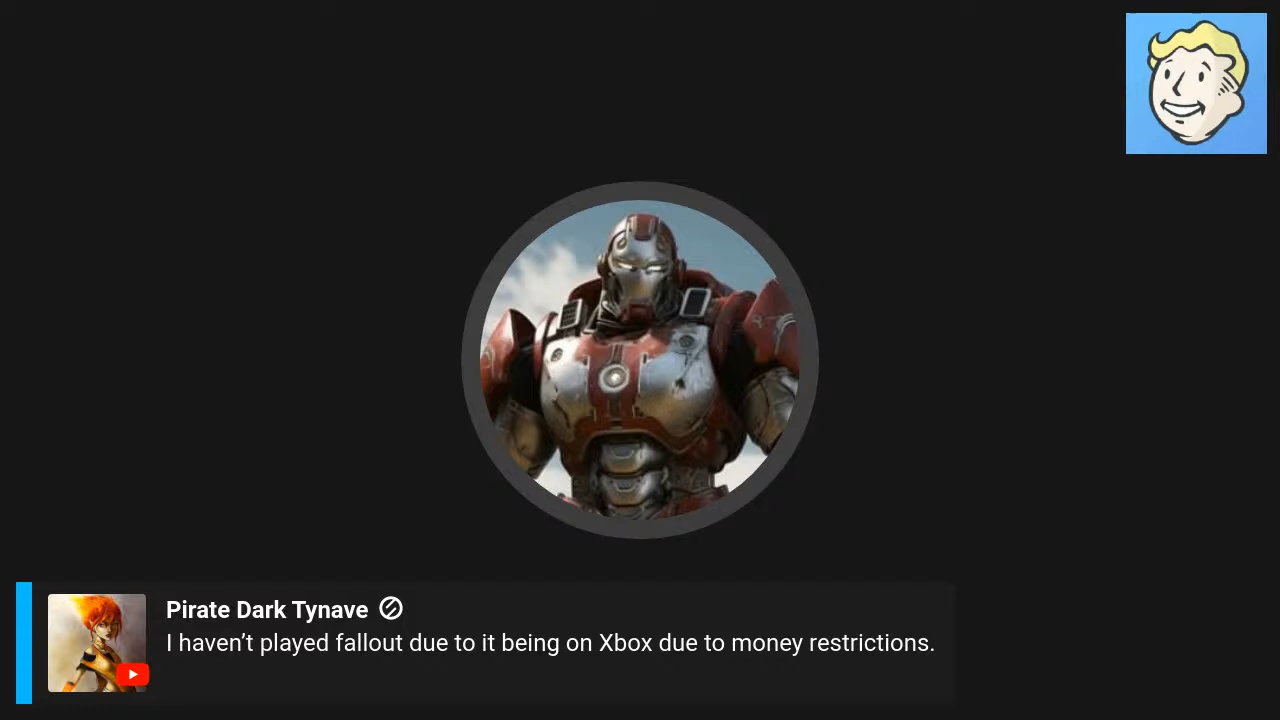 Pirate Dark Tynave
I haven’t played fallout due to it being on Xbox due to money restrictions.